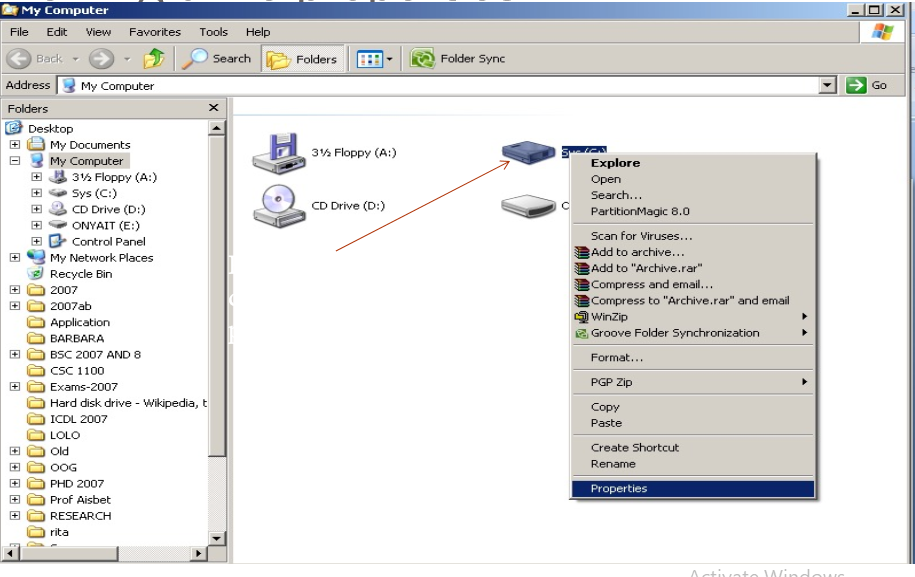 My Computer
File Edit View Favorites Tools Help
Back Search Folders Folder Sync
Address My Computer Go
Folders x
Desktop
My Documents
My Computer
3½ Floppy (A:)
Sys (C:)
CD Drive (D:)
ONYAIT (E:)
Control Panel
My Network Places
Recycle Bin
2007
2007ab
Application
BARBARA
BSC 2007 AND 8
CSC 1100
Exams-2007
Hard disk drive - Wikipedia, t
ICDL 2007
LOLO
Old
OOG
PHD 2007
Prof Aisbet
RESEARCH
rita
3½ Floppy (A:)
Sys (C:)
CD Drive (D:)
Explore
Open
Search...
PartitionMagic 8.0
Scan for Viruses...
Add to archive...
Add to "Archive.rar"
Compress and email...
Compress to "Archive.rar" and email
WinZip
Groove Folder Synchronization
Format...
PGP Zip
Copy
Paste
Create Shortcut
Rename
Properties
Activate Windows